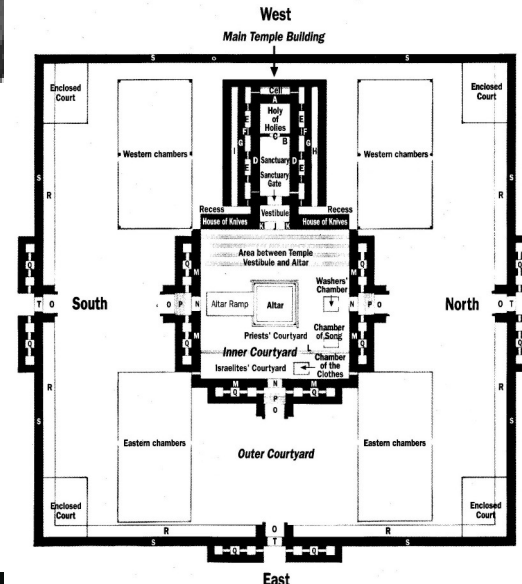 West
Main Temple Building
S
S
Enclosed
Court
Enclosed
Court
Cell
A
Holy
of
Holies
C
B
E
F
G
E
I
D
Sanctuary
D
E
F
G
E
H
Sanctuary
Gate
Western chambers
Western chambers
S
R
R
S
Recess
House of Knives
Vestibule
K
J
K
Recess
House of Knives
Area between Temple
Vestibule and Altar
Q
M
M
Q
Washers'
Chamber
T
O
South
O
P
N
Altar Ramp
Altar
N
P
O
North
O
T
Priests' Courtyard
Chamber
of Song
Q
M
M
Q
L
Inner Courtyard
Israelites' Courtyard
Chamber
of the
Clothes
M
N
M
Q
P
Q
O
R
R
S
S
Eastern chambers
Outer Courtyard
Eastern chambers
Enclosed
Court
Enclosed
Court
R
O
R
S
T
S
Q
Q
East